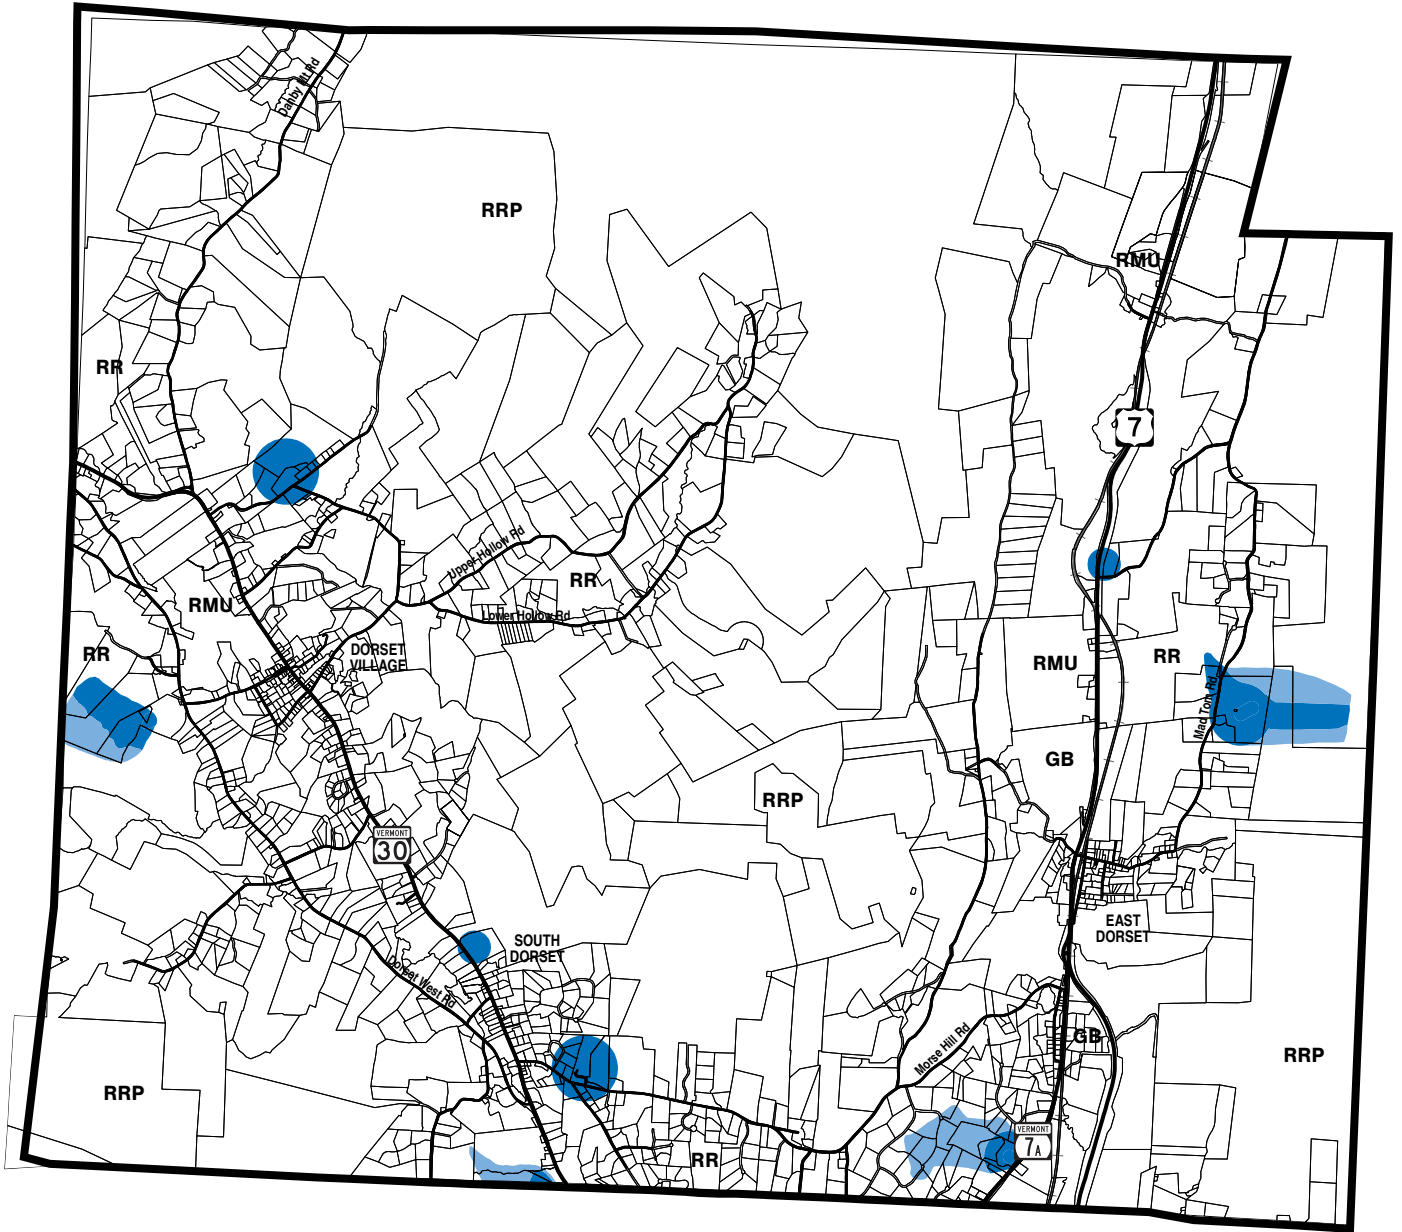 Danby Mt Rd
RRP
RMU
RR
7
Upper Hollow Rd
RR
Lower Hollow Rd
RMU
RR
DORSET
VILLAGE
RMU
RR
Mad Tom Rd
GB
RRP
VERMONT
30
EAST
DORSET
SOUTH
DORSET
Dorset West Rd
Morse Hill Rd
GB
RRP
RRP
VERMONT
7A
RR